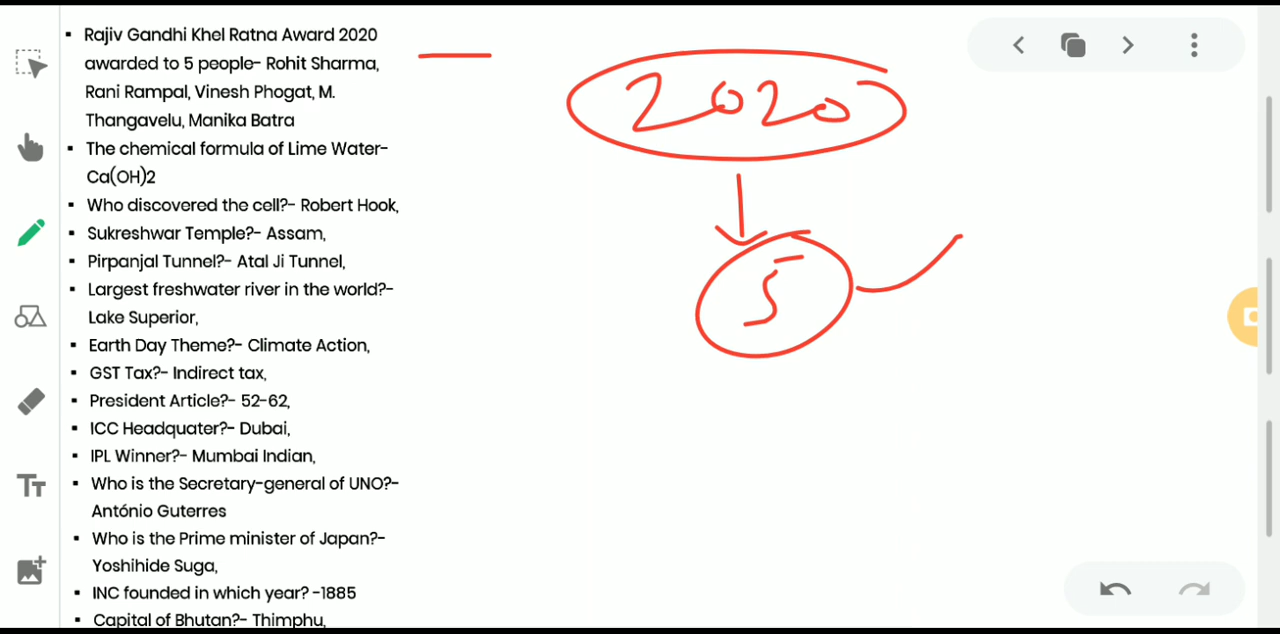 Rajiv Gandhi Khel Ratna Award 2020
awarded to 5 people- Rohit Sharma,
Rani Rampal, Vinesh Phogat, M.
Thangavelu, Manika Batra
The chemical formula of Lime Water-
Ca(OH)2
Who discovered the cell?- Robert Hook,
Sukreshwar Temple?- Assam,
Pirpanjal Tunnel?- Atal Ji Tunnel,
Largest freshwater river in the world?-
Lake Superior,
Earth Day Theme?- Climate Action,
GST Tax?- Indirect tax,
President Article?- 52-62,
ICC Headquater?- Dubai,
IPL Winner?- Mumbai Indian,
Who is the Secretary-general of UNO?-
António Guterres
Who is the Prime minister of Japan?-
Yoshihide Suga,
INC founded in which year? -1885
Capital of Bhutan?- Thimphu,
2020
5
TT